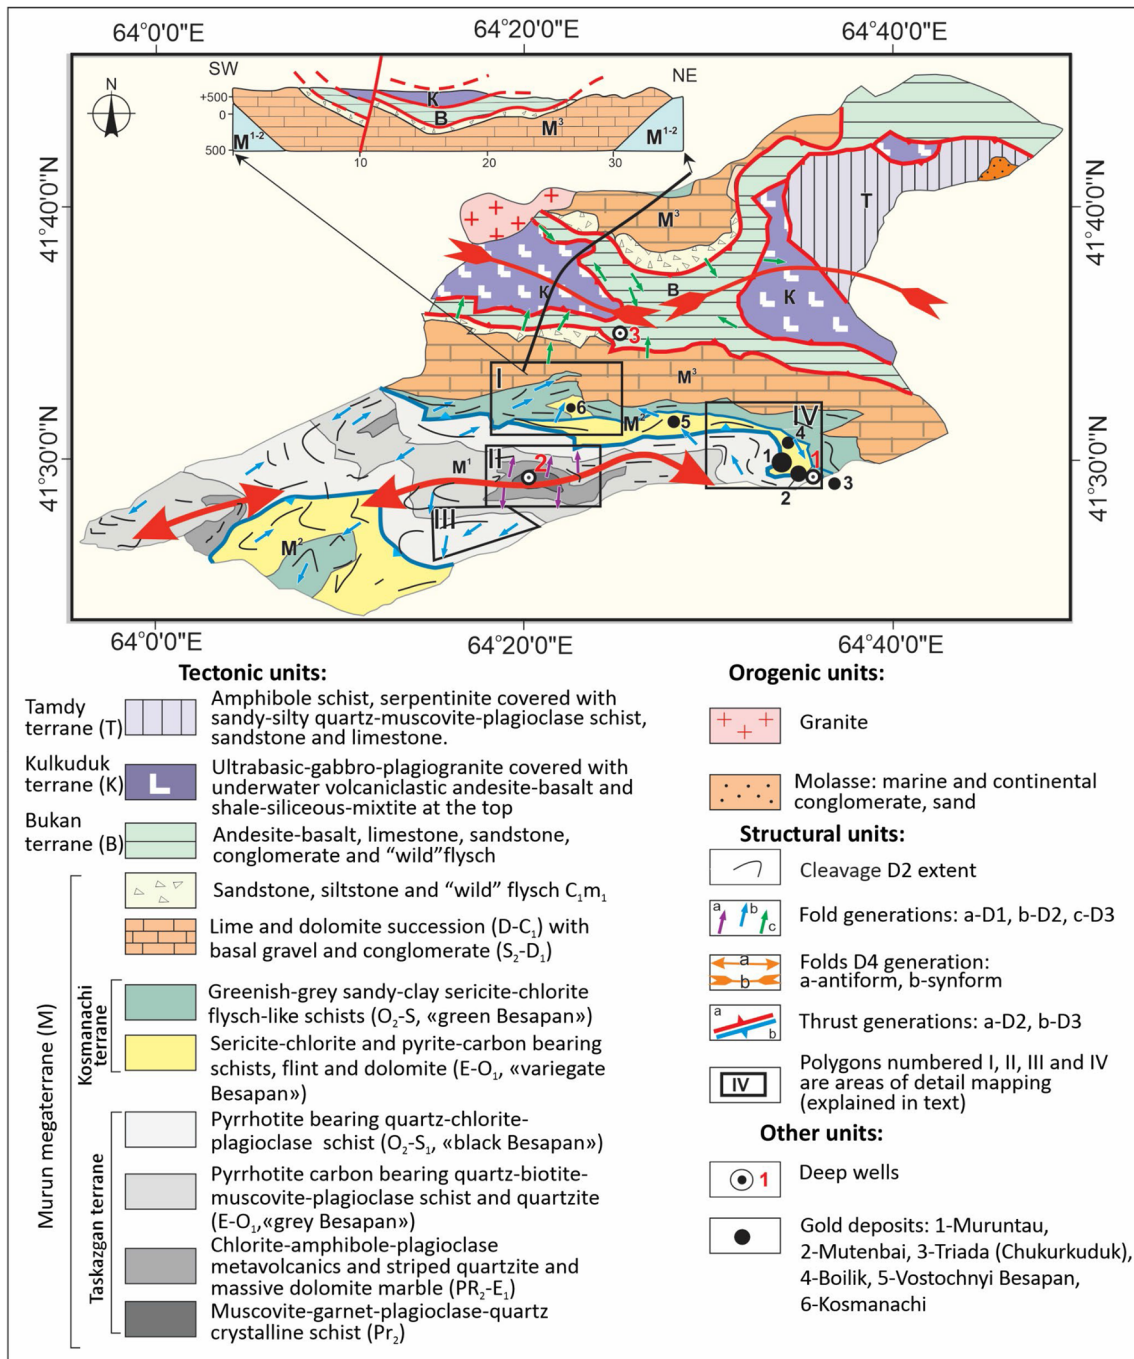 64°0'0"E 64°20'0"E 64°40'0"E
N
SW NE
+500
0
500
10 20 30
K
B
M³
M¹⁻²
M¹⁻²
41°40'0"N 41°40'0"N
M³
T
K
B
K
3
M³
I
6
5
M²
IV
4
1
1
2
3
41°30'0"N 41°30'0"N
II
2
M¹
III
M²
64°0'0"E 64°20'0"E 64°40'0"E
Tectonic units:
Tamdy
terrane (T)
Amphibole schist, serpentinite covered with
sandy-silty quartz-muscovite-plagioclase schist,
sandstone and limestone.
Kulkuduk
terrane (K)
Ultrabasic-gabbro-plagiogranite covered with
underwater volcaniclastic andesite-basalt and
shale-siliceous-mixtite at the top
Bukan
terrane (B)
Andesite-basalt, limestone, sandstone,
conglomerate and “wild”flysch
Murun megaterrane (M)
Sandstone, siltstone and “wild” flysch C₁m₁
Lime and dolomite succession (D-C₁) with
basal gravel and conglomerate (S₂-D₁)
Kosmanachi
terrane
Greenish-grey sandy-clay sericite-chlorite
flysch-like schists (O₂-S, «green Besapan»)
Sericite-chlorite and pyrite-carbon bearing
schists, flint and dolomite (E-O₁, «variegate
Besapan»)
Taskazgan terrane
Pyrrhotite bearing quartz-chlorite-
plagioclase schist (O₂-S₁, «black Besapan»)
Pyrrhotite carbon bearing quartz-biotite-
muscovite-plagioclase schist and quartzite
(E-O₁,«grey Besapan»)
Chlorite-amphibole-plagioclase
metavolcanics and striped quartzite and
massive dolomite marble (PR₂-E₁)
Muscovite-garnet-plagioclase-quartz
crystalline schist (Pr₂)
Orogenic units:
Granite
Molasse: marine and continental
conglomerate, sand
Structural units:
Cleavage D2 extent
a b c
Fold generations: a-D1, b-D2, c-D3
a
b
Folds D4 generation:
a-antiform, b-synform
a b
Thrust generations: a-D2, b-D3
IV
Polygons numbered I, II, III and IV
are areas of detail mapping
(explained in text)
Other units:
1
Deep wells
Gold deposits: 1-Muruntau,
2-Mutenbai, 3-Triada (Chukurkuduk),
4-Boilik, 5-Vostochnyi Besapan,
6-Kosmanachi